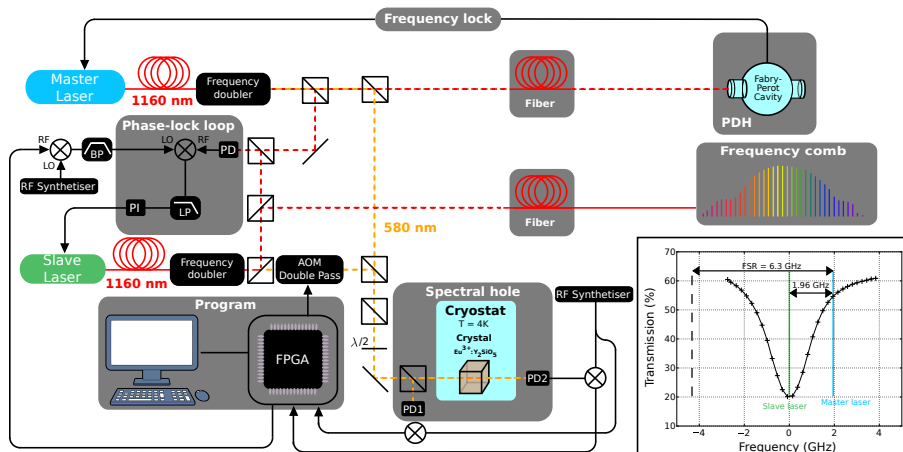 Frequency lock
Master
Laser
1160 nm
Frequency
doubler
Fiber
Fabry-
Perot
Cavity
PDH
Phase-lock loop
RF
LO
BP
LO
RF
PD
RF Synthetiser
PI
LP
Frequency comb
Fiber
580 nm
Slave
Laser
1160 nm
Frequency
doubler
AOM
Double Pass
Program
FPGA
λ/2
Spectral hole
Cryostat
T = 4K
Crystal
Eu3+:Y2SiO5
PD1
PD2
RF Synthetiser
70
60
50
40
30
20
Transmission (%)
FSR = 6.3 GHz
1.96 GHz
Slave laser
Master laser
−4
−2
0
2
4
Frequency (GHz)